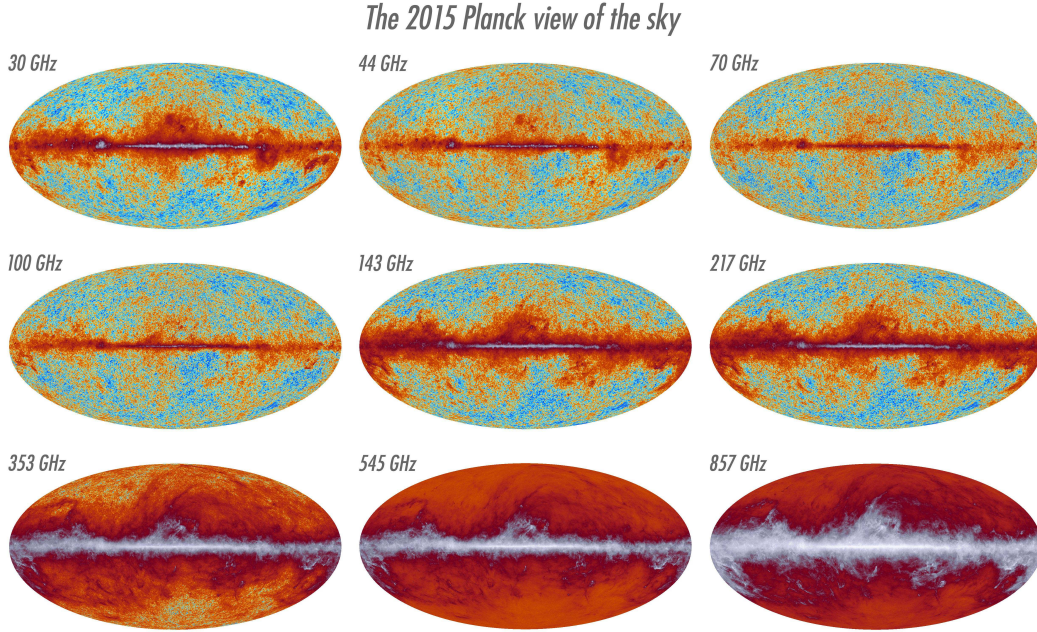 The 2015 Planck view of the sky
30 GHz
44 GHz
70 GHz
100 GHz
143 GHz
217 GHz
353 GHz
545 GHz
857 GHz